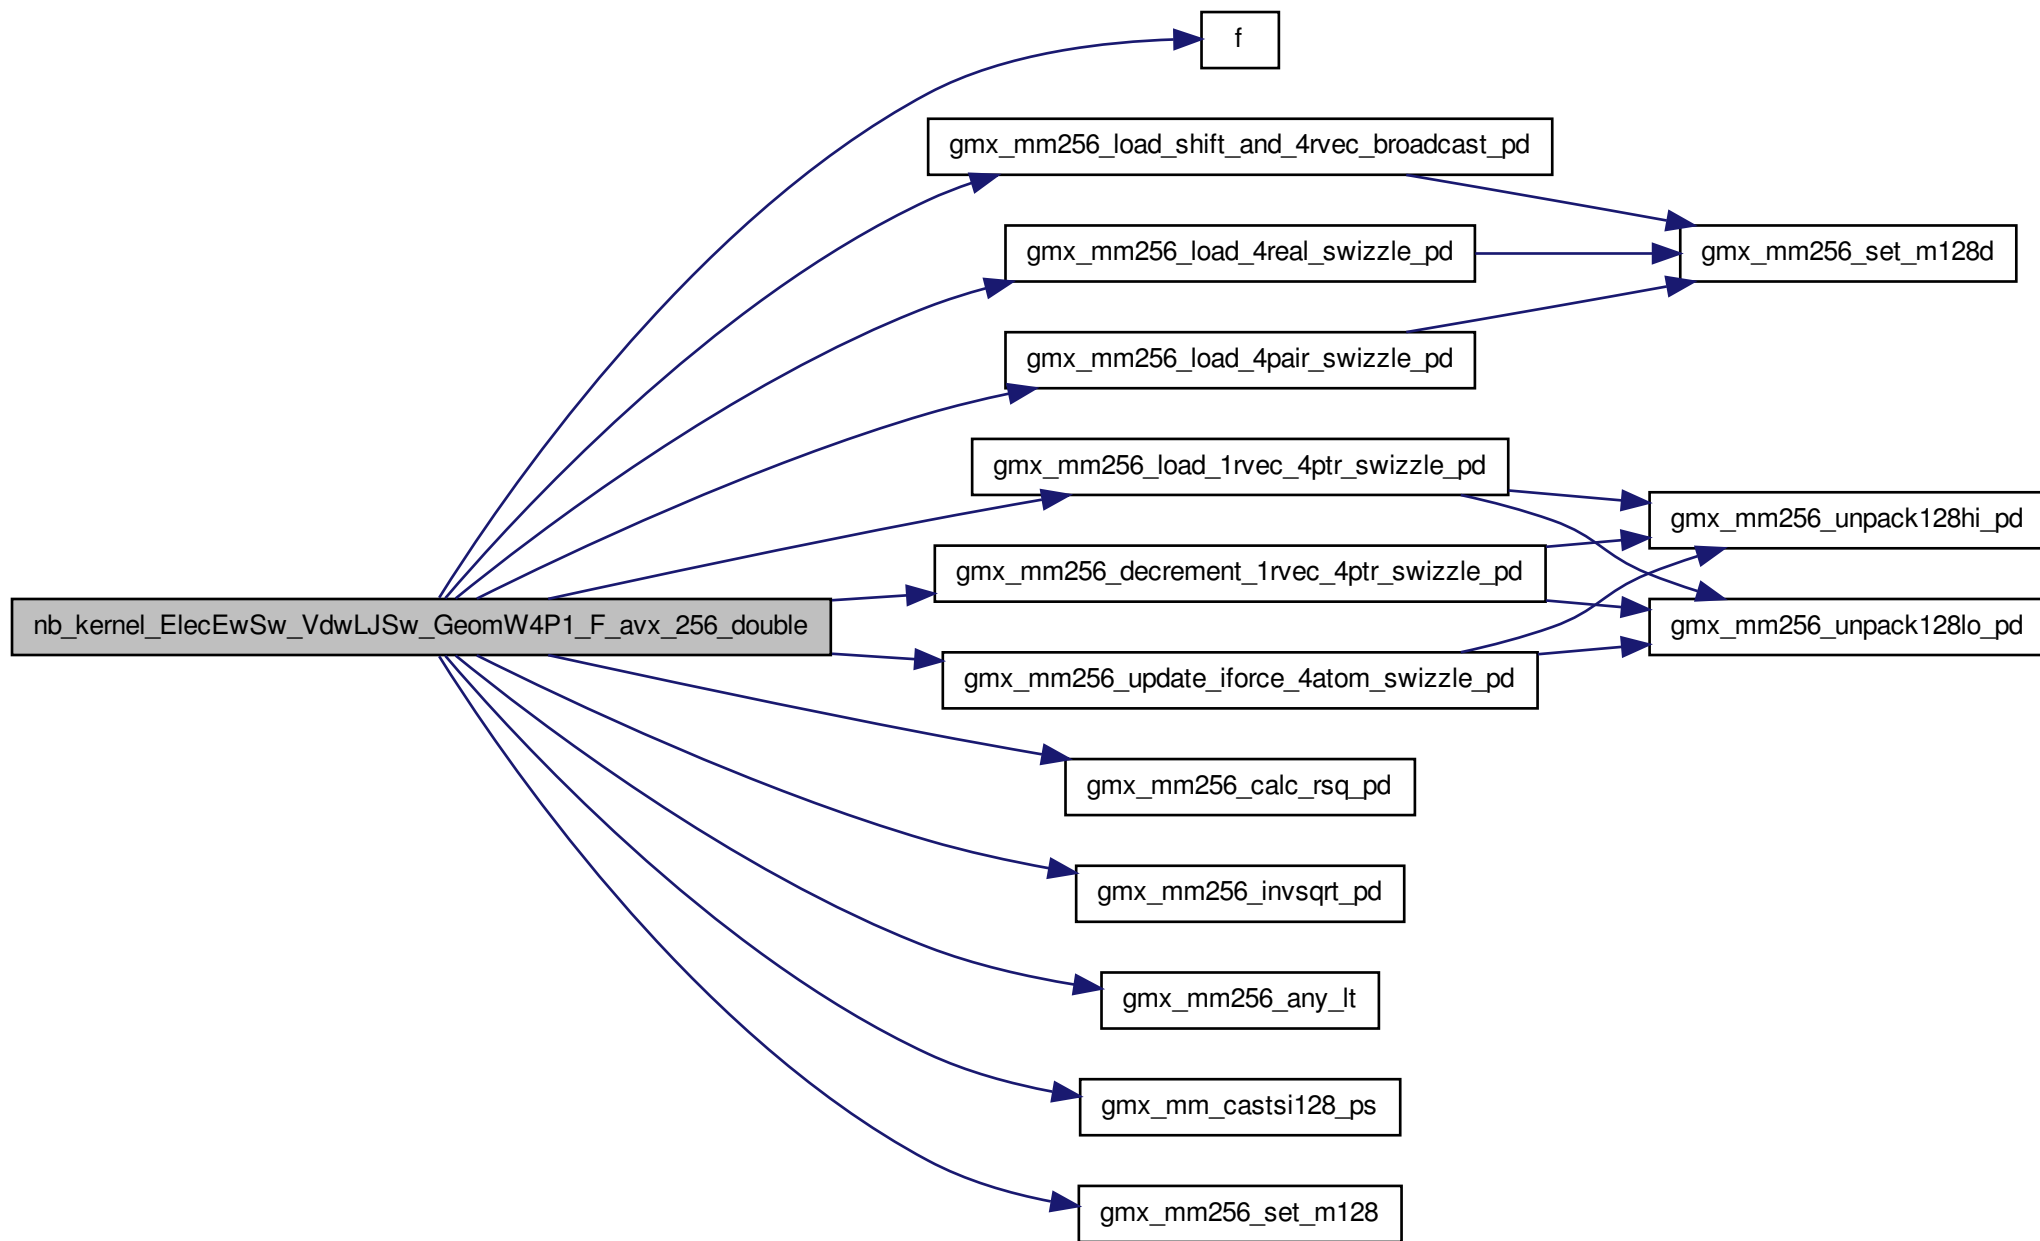 f
gmx_mm256_load_shift_and_4rvec_broadcast_pd
gmx_mm256_load_4real_swizzle_pd
gmx_mm256_set_m128d
gmx_mm256_load_4pair_swizzle_pd
gmx_mm256_load_1rvec_4ptr_swizzle_pd
gmx_mm256_unpack128hi_pd
gmx_mm256_decrement_1rvec_4ptr_swizzle_pd
nb_kernel_ElecEwSw_VdwLJSw_GeomW4P1_F_avx_256_double
gmx_mm256_unpack128lo_pd
gmx_mm256_update_iforce_4atom_swizzle_pd
gmx_mm256_calc_rsq_pd
gmx_mm256_invsqrt_pd
gmx_mm256_any_lt
gmx_mm_castsi128_ps
gmx_mm256_set_m128